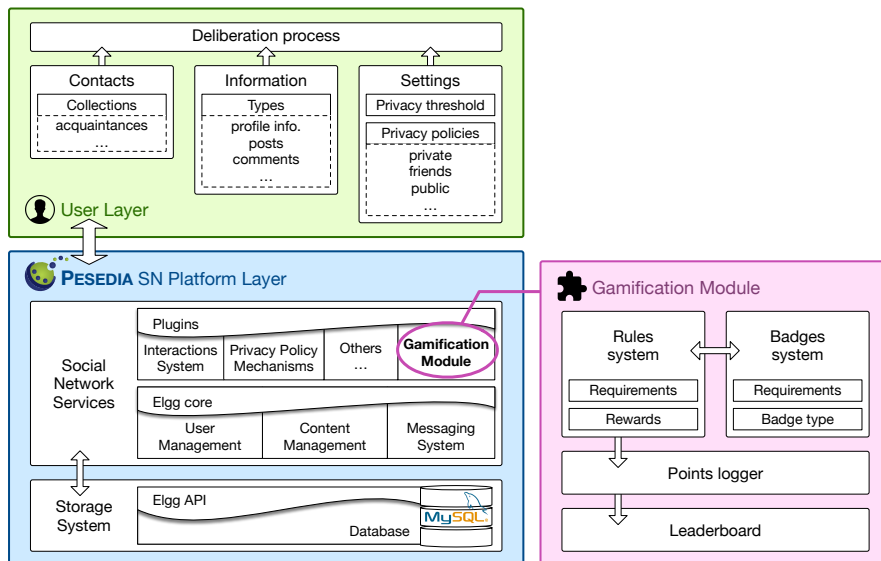 Deliberation process
Contacts
Collections
acquaintances
...
Information
Types
profile info.
posts
comments
...
Settings
Privacy threshold
Privacy policies
private
friends
public
...
User Layer
PESEDIA SN Platform Layer
Social
Network
Services
Plugins
Interactions
System
Privacy Policy
Mechanisms
Others
...
Gamification
Module
Elgg core
User
Management
Content
Management
Messaging
System
Storage
System
Elgg API
Database
MySQL®
Gamification Module
Rules
system
Requirements
Rewards
Badges
system
Requirements
Badge type
Points logger
Leaderboard